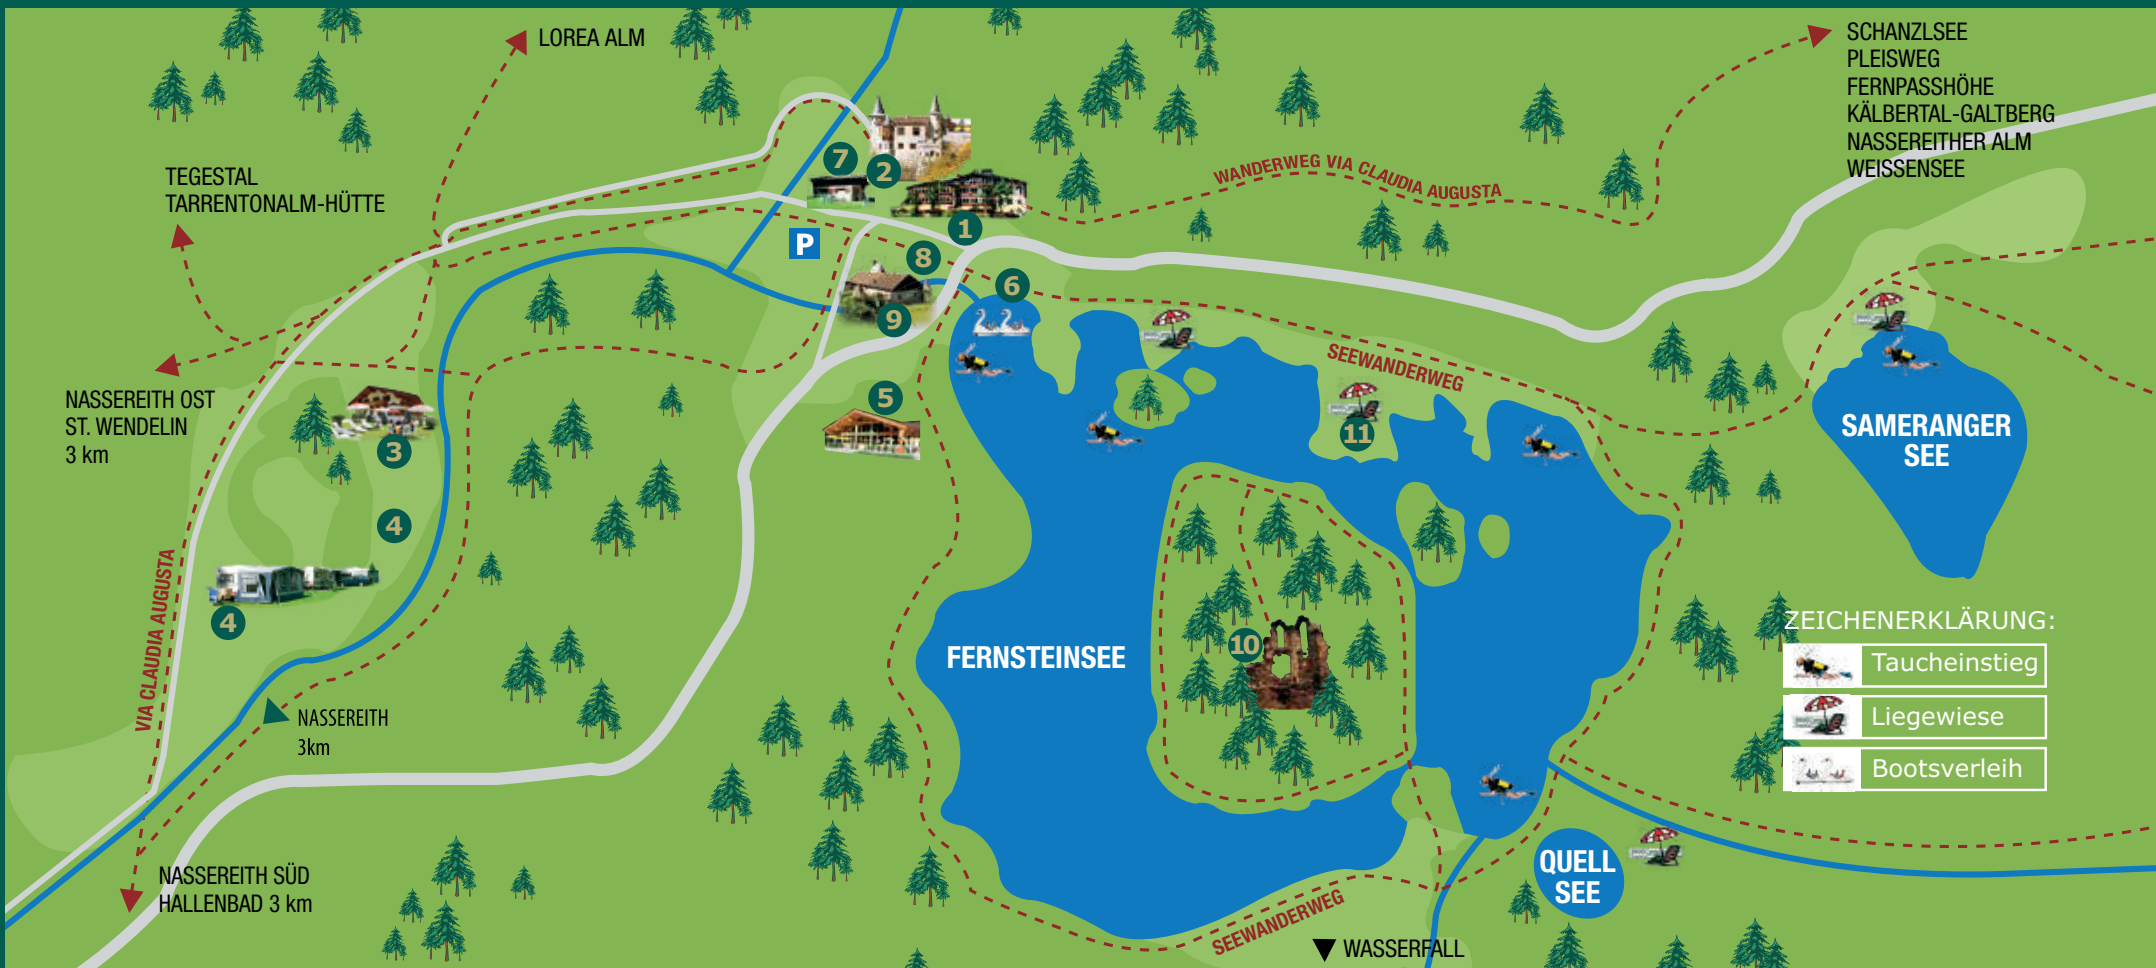 LOREA ALM
SCHANZLSEE
PLEISWEG
FERNPASSHÖHE
KÄLBERTAL-GALTBERG
NASSEREITHER ALM
WEISSENSEE
TEGESTAL
TARRENTONALM-HÜTTE
WANDERWEG VIA CLAUDIA AUGUSTA
7
2
1
P
8
6
9
SEEWANDERWEG
NASSEREITH OST
ST. WENDELIN
3 km
5
3
11
SAMERANGER
SEE
4
4
VIA CLAUDIA AUGUSTA
10
FERNSTEINSEE
NASSEREITH
3km
ZEICHENERKLÄRUNG:
Taucheinstieg
Liegewiese
Bootsverleih
NASSEREITH SÜD
HALLENBAD 3 km
QUELL
SEE
SEEWANDERWEG
WASSERFALL